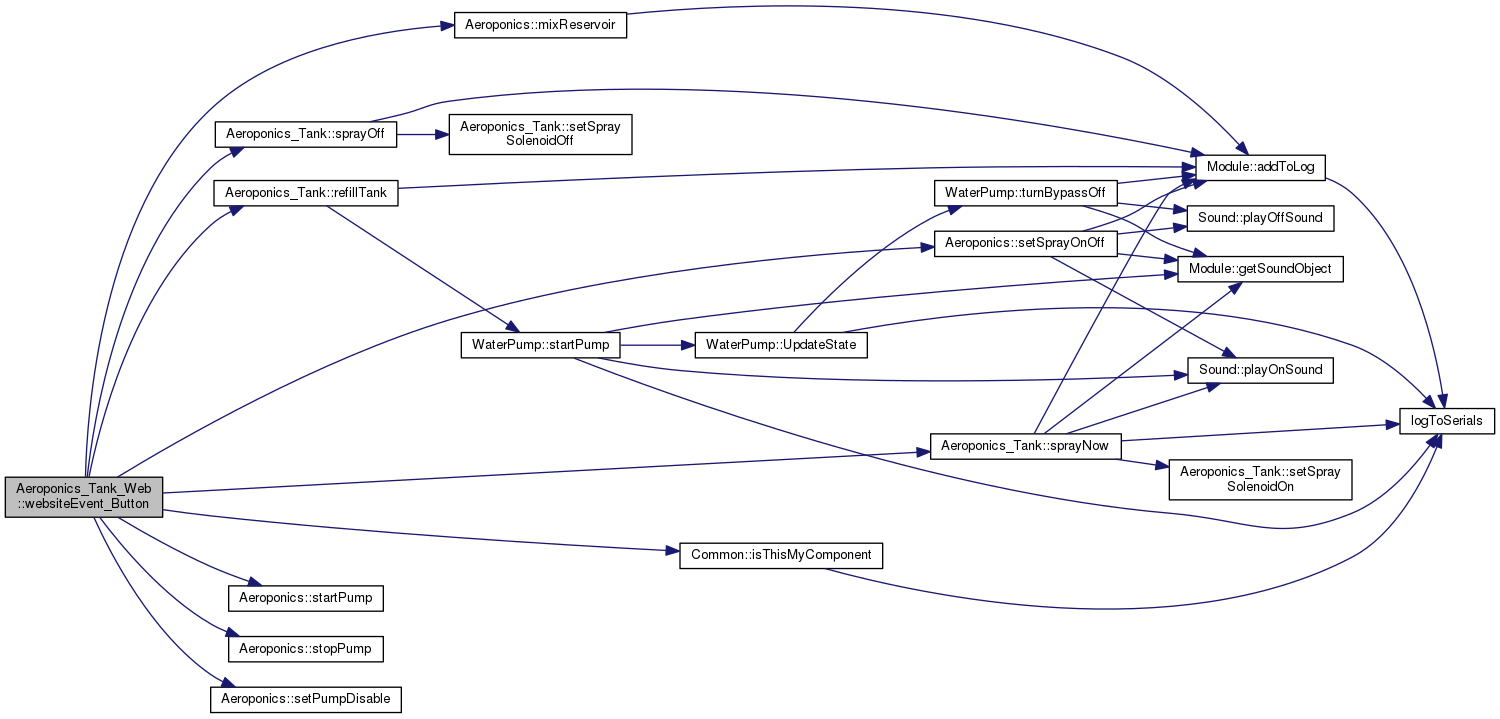 Aeroponics::mixReservoir
Aeroponics_Tank::sprayOff
Aeroponics_Tank::setSpray
SolenoidOff
Module::addToLog
Aeroponics_Tank::refillTank
WaterPump::turnBypassOff
Sound::playOffSound
Aeroponics::setSprayOnOff
Module::getSoundObject
WaterPump::startPump
WaterPump::UpdateState
Sound::playOnSound
logToSerials
Aeroponics_Tank::sprayNow
Aeroponics_Tank::setSpray
SolenoidOn
Aeroponics_Tank_Web
::websiteEvent_Button
Common::isThisMyComponent
Aeroponics::startPump
Aeroponics::stopPump
Aeroponics::setPumpDisable